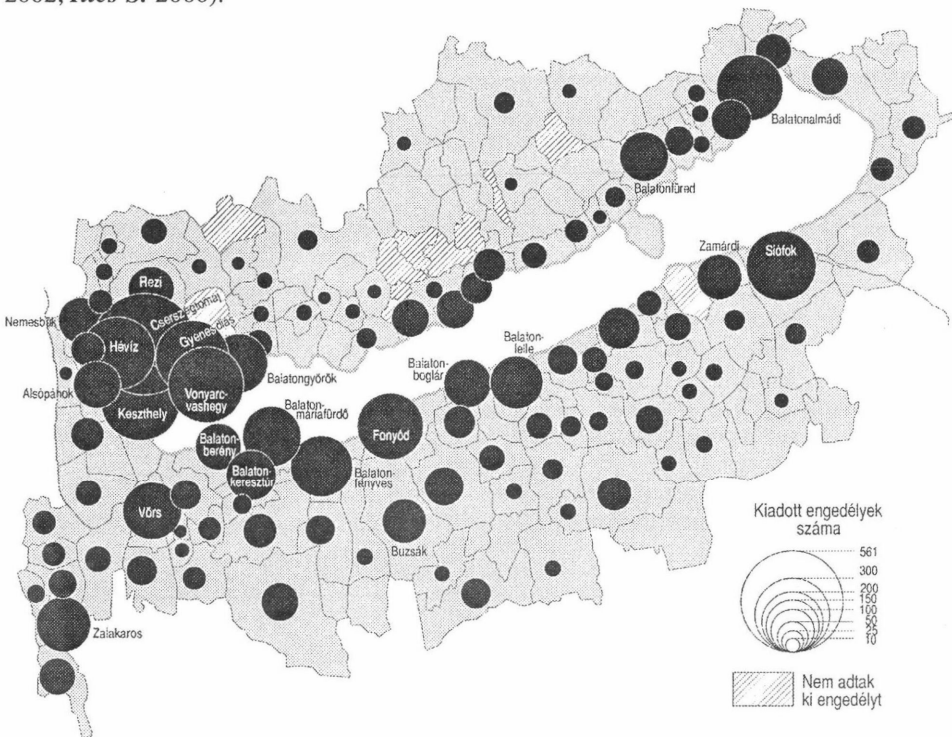 Balatonalmádi
Balatonfüred
Siófok
Zamárdi
Rezi
Cserszegtomaj
Nemesbük
Gyenesdiás
Hévíz
Balaton-
lelle
Balaton-
boglár
Balatongyörök
Alsópáhok
Vonyarc-
vashegy
Keszthely
Balaton-
máriafürdő
Fonyód
Balaton-
berény
Balaton-
keresztúr
Balaton-
fenyves
Vörs
Buzsák
Zalakaros
Kiadott engedélyek
száma
561
300
200
150
100
50
25
10
Nem adtak
ki engedélyt